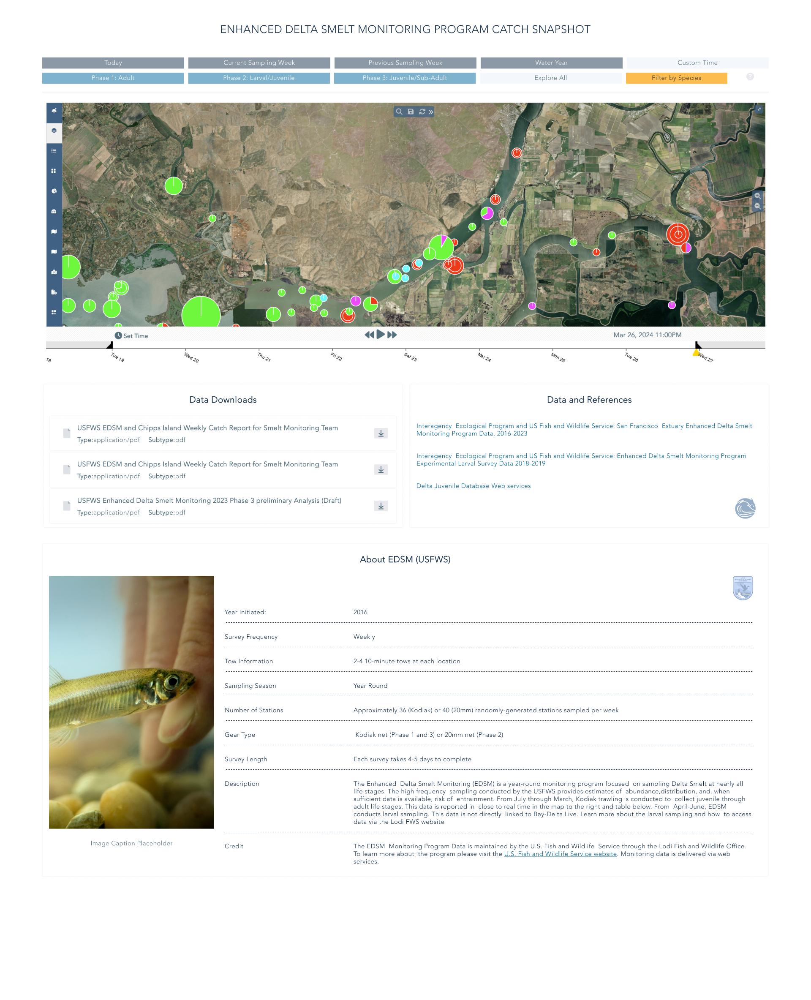 ENHANCED DELTA SMELT MONITORING PROGRAM CATCH SNAPSHOT
Today
Current Sampling Week
Previous Sampling Week
Water Year
Custom Time
Phase 1: Adult
Phase 2: Larval/Juvenile
Phase 3: Juvenile/Sub-Adult
Explore All
Filter by Species
?
Set Time
Mar 26, 2024 11:00PM
18
Tue 19
Wed 20
Thu 21
Fri 22
Sat 23
Mar 24
Mon 25
Tue 26
Wed 27
Data Downloads
USFWS EDSM and Chipps Island Weekly Catch Report for Smelt Monitoring Team
Type:application/pdf Subtype:pdf
USFWS EDSM and Chipps Island Weekly Catch Report for Smelt Monitoring Team
Type:application/pdf Subtype:pdf
USFWS Enhanced Delta Smelt Monitoring 2023 Phase 3 preliminary Analysis (Draft)
Type:application/pdf Subtype:pdf
Data and References
Interagency Ecological Program and US Fish and Wildlife Service: San Francisco Estuary Enhanced Delta Smelt
Monitoring Program Data, 2016-2023
Interagency Ecological Program and US Fish and Wildlife Service: Enhanced Delta Smelt Monitoring Program
Experimental Larval Survey Data 2018-2019
Delta Juvenile Database Web services
About EDSM (USFWS)
Year Initiated: 2016
Survey Frequency Weekly
Tow Information 2-4 10-minute tows at each location
Sampling Season Year Round
Number of Stations Approximately 36 (Kodiak) or 40 (20mm) randomly-generated stations sampled per week
Gear Type Kodiak net (Phase 1 and 3) or 20mm net (Phase 2)
Survey Length Each survey takes 4-5 days to complete
Description The Enhanced Delta Smelt Monitoring (EDSM) is a year-round monitoring program focused on sampling Delta Smelt at nearly all
life stages. The high frequency sampling conducted by the USFWS provides estimates of abundance,distribution, and, when
sufficient data is available, risk of entrainment. From July through March, Kodiak trawling is conducted to collect juvenile through
adult life stages. This data is reported in close to real time in the map to the right and table below. From April-June, EDSM
conducts larval sampling. This data is not directly linked to Bay-Delta Live. Learn more about the larval sampling and how to access
data via the Lodi FWS website
Image Caption Placeholder
Credit The EDSM Monitoring Program Data is maintained by the U.S. Fish and Wildlife Service through the Lodi Fish and Wildlife Office.
To learn more about the program please visit the U.S. Fish and Wildlife Service website. Monitoring data is delivered via web
services.